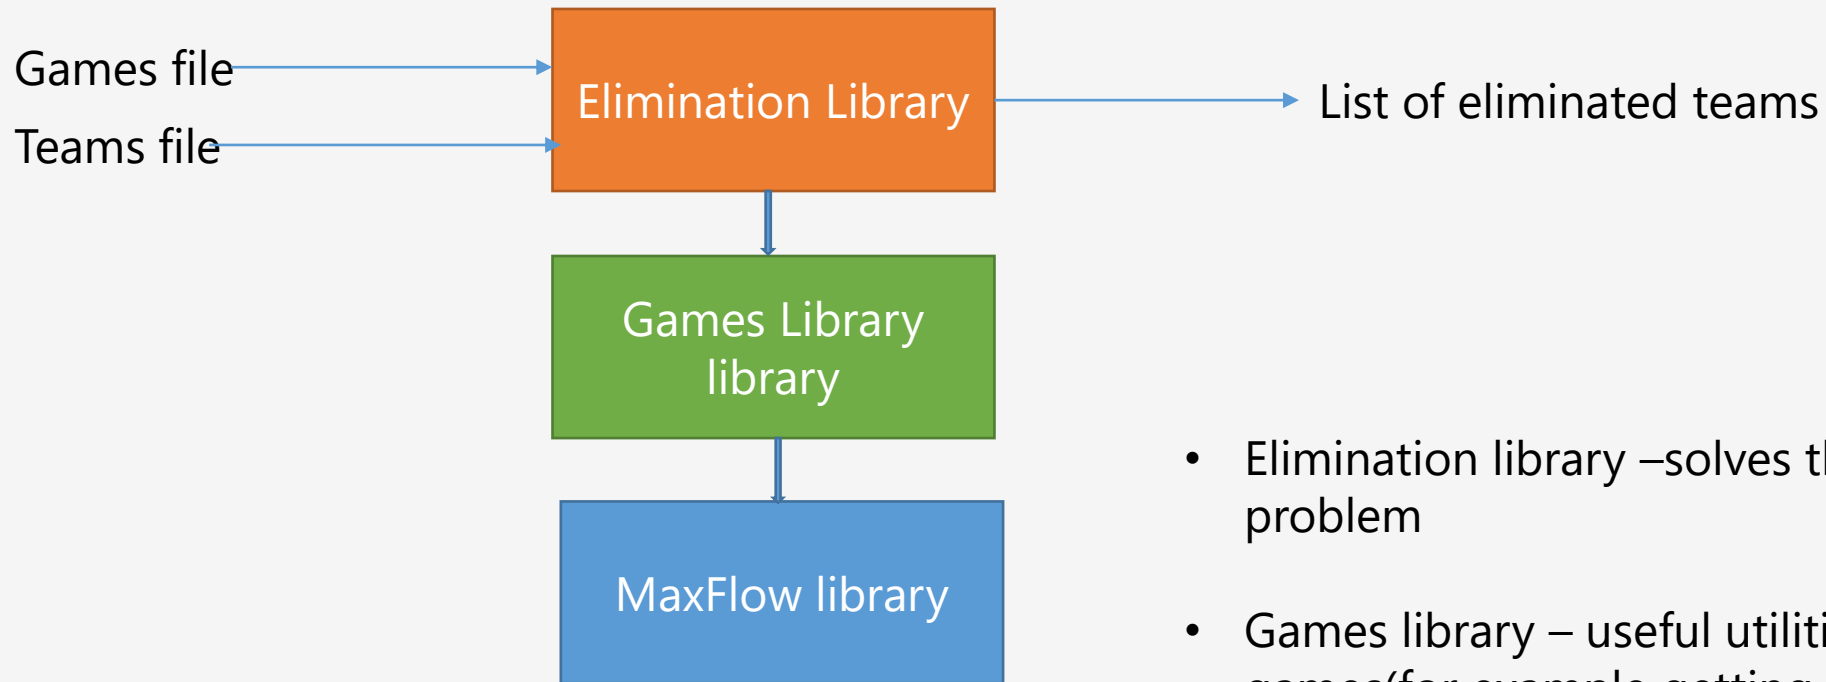 Games file
Teams file
Elimination Library
List of eliminated teams
Games Library
library
MaxFlow library
• Elimination library –solves
problem
• Games library – useful